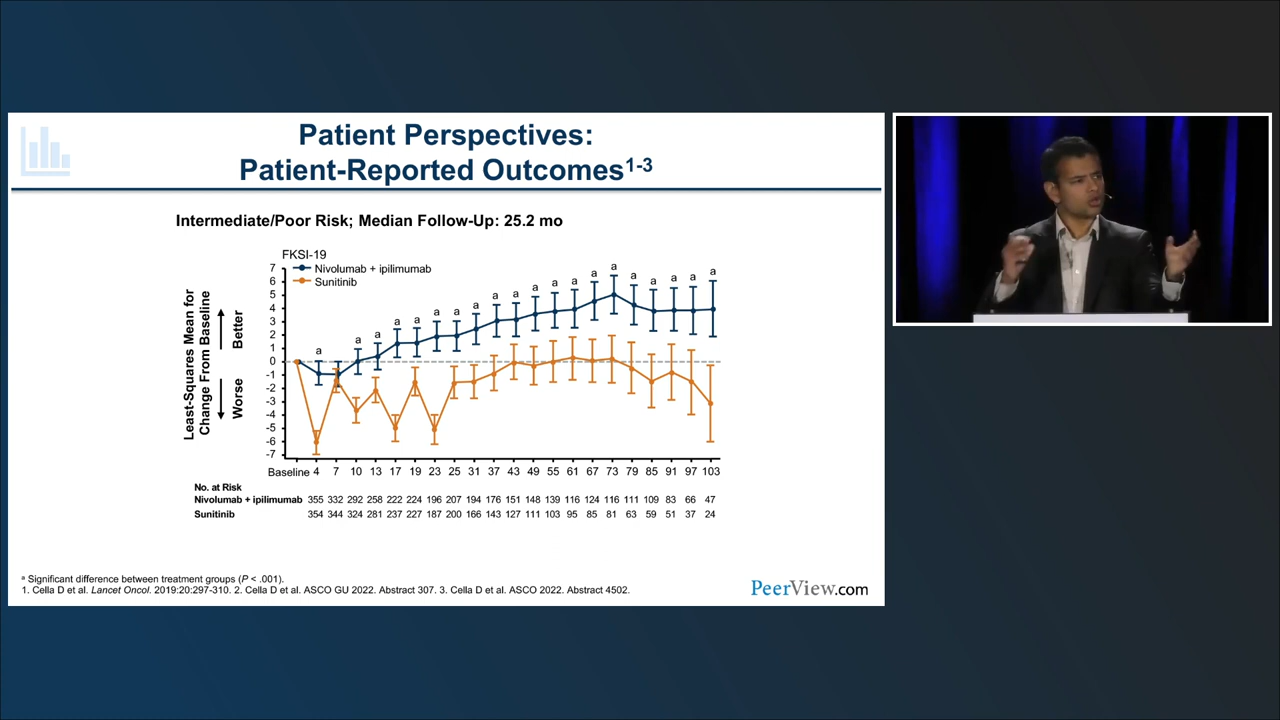 Patient Perspectives:
Patient-Reported Outcomes1-3
Intermediate/Poor Risk; Median Follow-Up: 25.2 mo
FKSI-19
Nivolumab + ipilimumab
Sunitinib
Least-Squares Mean for
Change From Baseline
Better
Worse
7
6
5
4
3
2
1
0
-1
-2
-3
-4
-5
-6
-7
a a a a a a a a a a a a a a a a a a a
Baseline 4 7 10 13 17 19 23 25 31 37 43 49 55 61 67 73 79 85 91 97 103
No. at Risk
Nivolumab + ipilimumab 355 332 292 258 222 224 196 207 194 176 151 148 139 116 124 116 111 109 83 66 47
Sunitinib 354 344 324 281 237 227 187 200 166 143 127 111 103 95 85 81 63 59 51 37 24
a Significant difference between treatment groups (P < .001).
1. Cella D et al. Lancet Oncol. 2019:20:297-310. 2. Cella D et al. ASCO GU 2022. Abstract 307. 3. Cella D et al. ASCO 2022. Abstract 4502.
PeerView.com